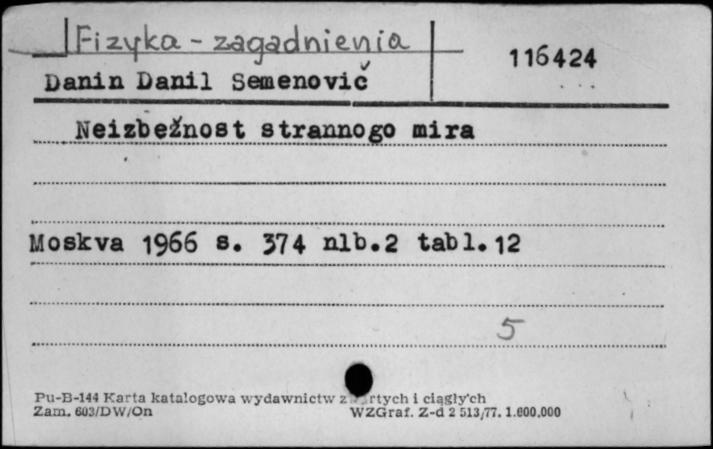 Fizyka - zagadnienia
116424
Danin Danil Semenovič
Neizbežnost strannogo mira
Moskva 1966 s. 374 nlb.2 tabl.12
5
Pu-B-144 Karta katalogowa wydawnictw i ciągłych
Zam. 603/DW/On WZGraf. Z-d 2 513/77. 1.600.000